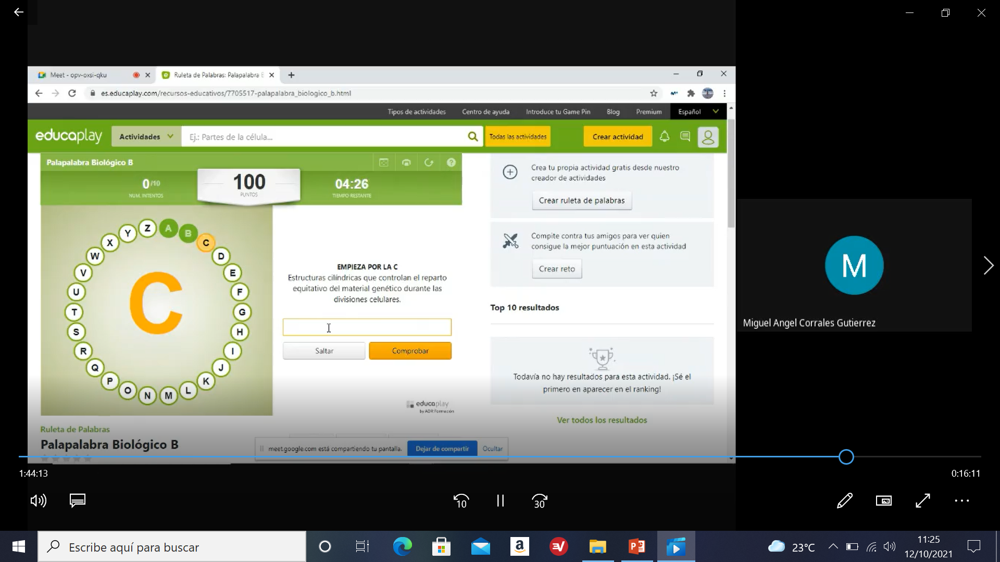 Meet - opv-oxsi-qku
Ruleta de Palabras: Palapalabra B
es.educaplay.com/recursos-educativos/7705517-palapalabra_biologico_b.html
Tipos de actividades
Centro de ayuda
Introduce tu Game Pin
Blog
Premium
Español
educaplay
Actividades
Ej.: Partes de la célula...
Todas las actividades
Crear actividad
Palapalabra Biológico B
0/10
NUM. INTENTOS
100
PUNTOS
04:26
TIEMPO RESTANTE
A
B
C
D
E
F
G
H
I
J
K
L
M
N
O
P
Q
R
S
T
U
V
W
X
Y
Z
C
EMPIEZA POR LA C
Estructuras cilíndricas que controlan el reparto
equitativo del material genético durante las
divisiones celulares.
Saltar
Comprobar
educaplay
by ADR Formación
Crea tu propia actividad gratis desde nuestro
creador de actividades
Crear ruleta de palabras
Compite contra tus amigos para ver quien
consigue la mejor puntuación en esta actividad
Crear reto
Top 10 resultados
Todavía no hay resultados para esta actividad. ¡Sé el
primero en aparecer en el ranking!
Ver todos los resultados
Ruleta de Palabras
Palapalabra Biológico B
meet.google.com está compartiendo tu pantalla.
Dejar de compartir
Ocultar
M
Miguel Angel Corrales Gutierrez
1:44:13
0:16:11
10
30
Escribe aquí para buscar
a
23°C
11:25
12/10/2021